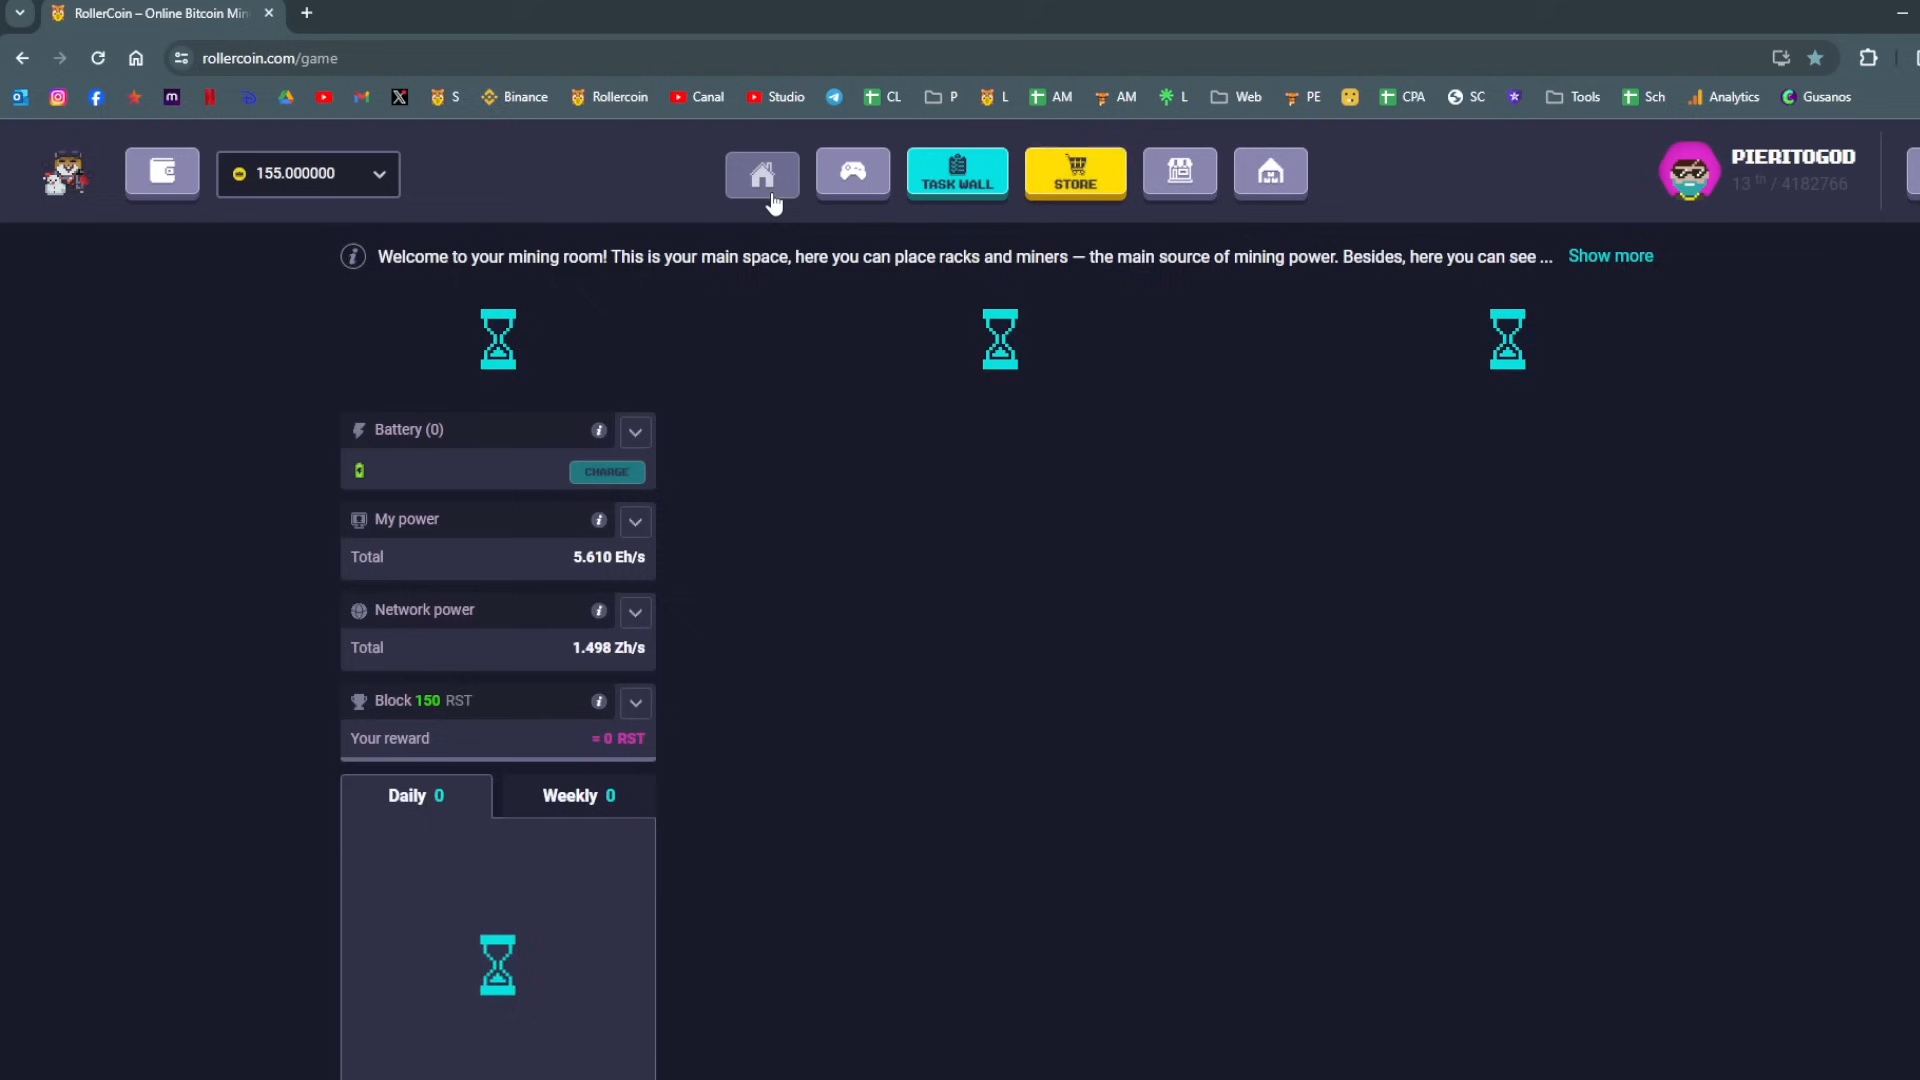 RollerCoin – Online Bitcoin Min
rollercoin.com/game
S
Binance
Rollercoin
Canal
Studio
CL
P
L
AM
AM
L
Web
PE
CPA
SC
Tools
Sch
Analytics
Gusanos
155.000000
TASK WALL
STORE
PIERITOGOD
13 th / 4182766
Welcome to your mining room! This is your main space, here you can place racks and miners — the main source of mining power. Besides, here you can see ... Show more
Battery (0)
CHARGE
My power
Total 5.610 Eh/s
Network power
Total 1.498 Zh/s
Block 150 RST
Your reward = 0 RST
Daily 0 Weekly 0